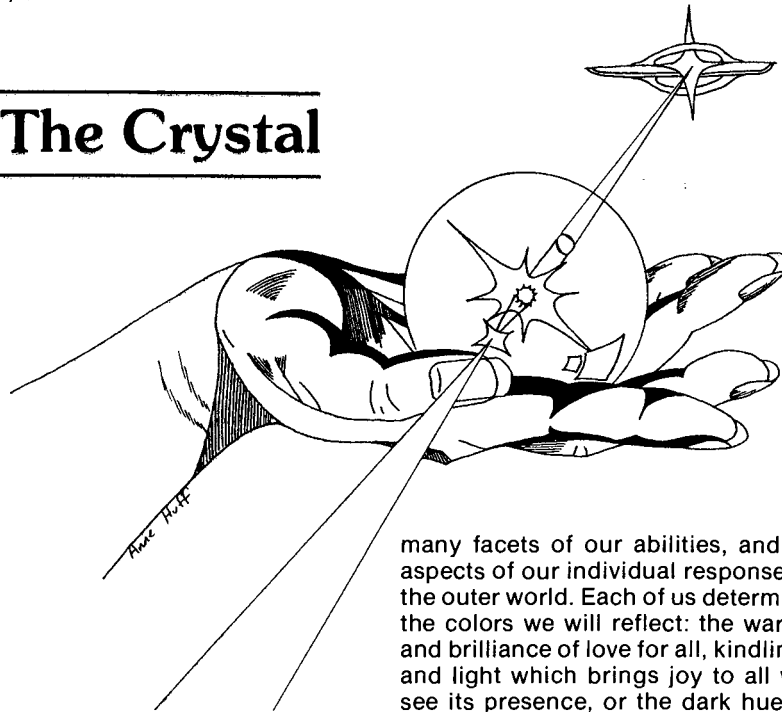 The Crystal
Anne Huff
many facets of our abilities, and
aspects of our individual response
the outer world. Each of us determ
the colors we will reflect: the war
and brilliance of love for all, kindlin
and light which brings joy to all
see its presence, or the dark hue